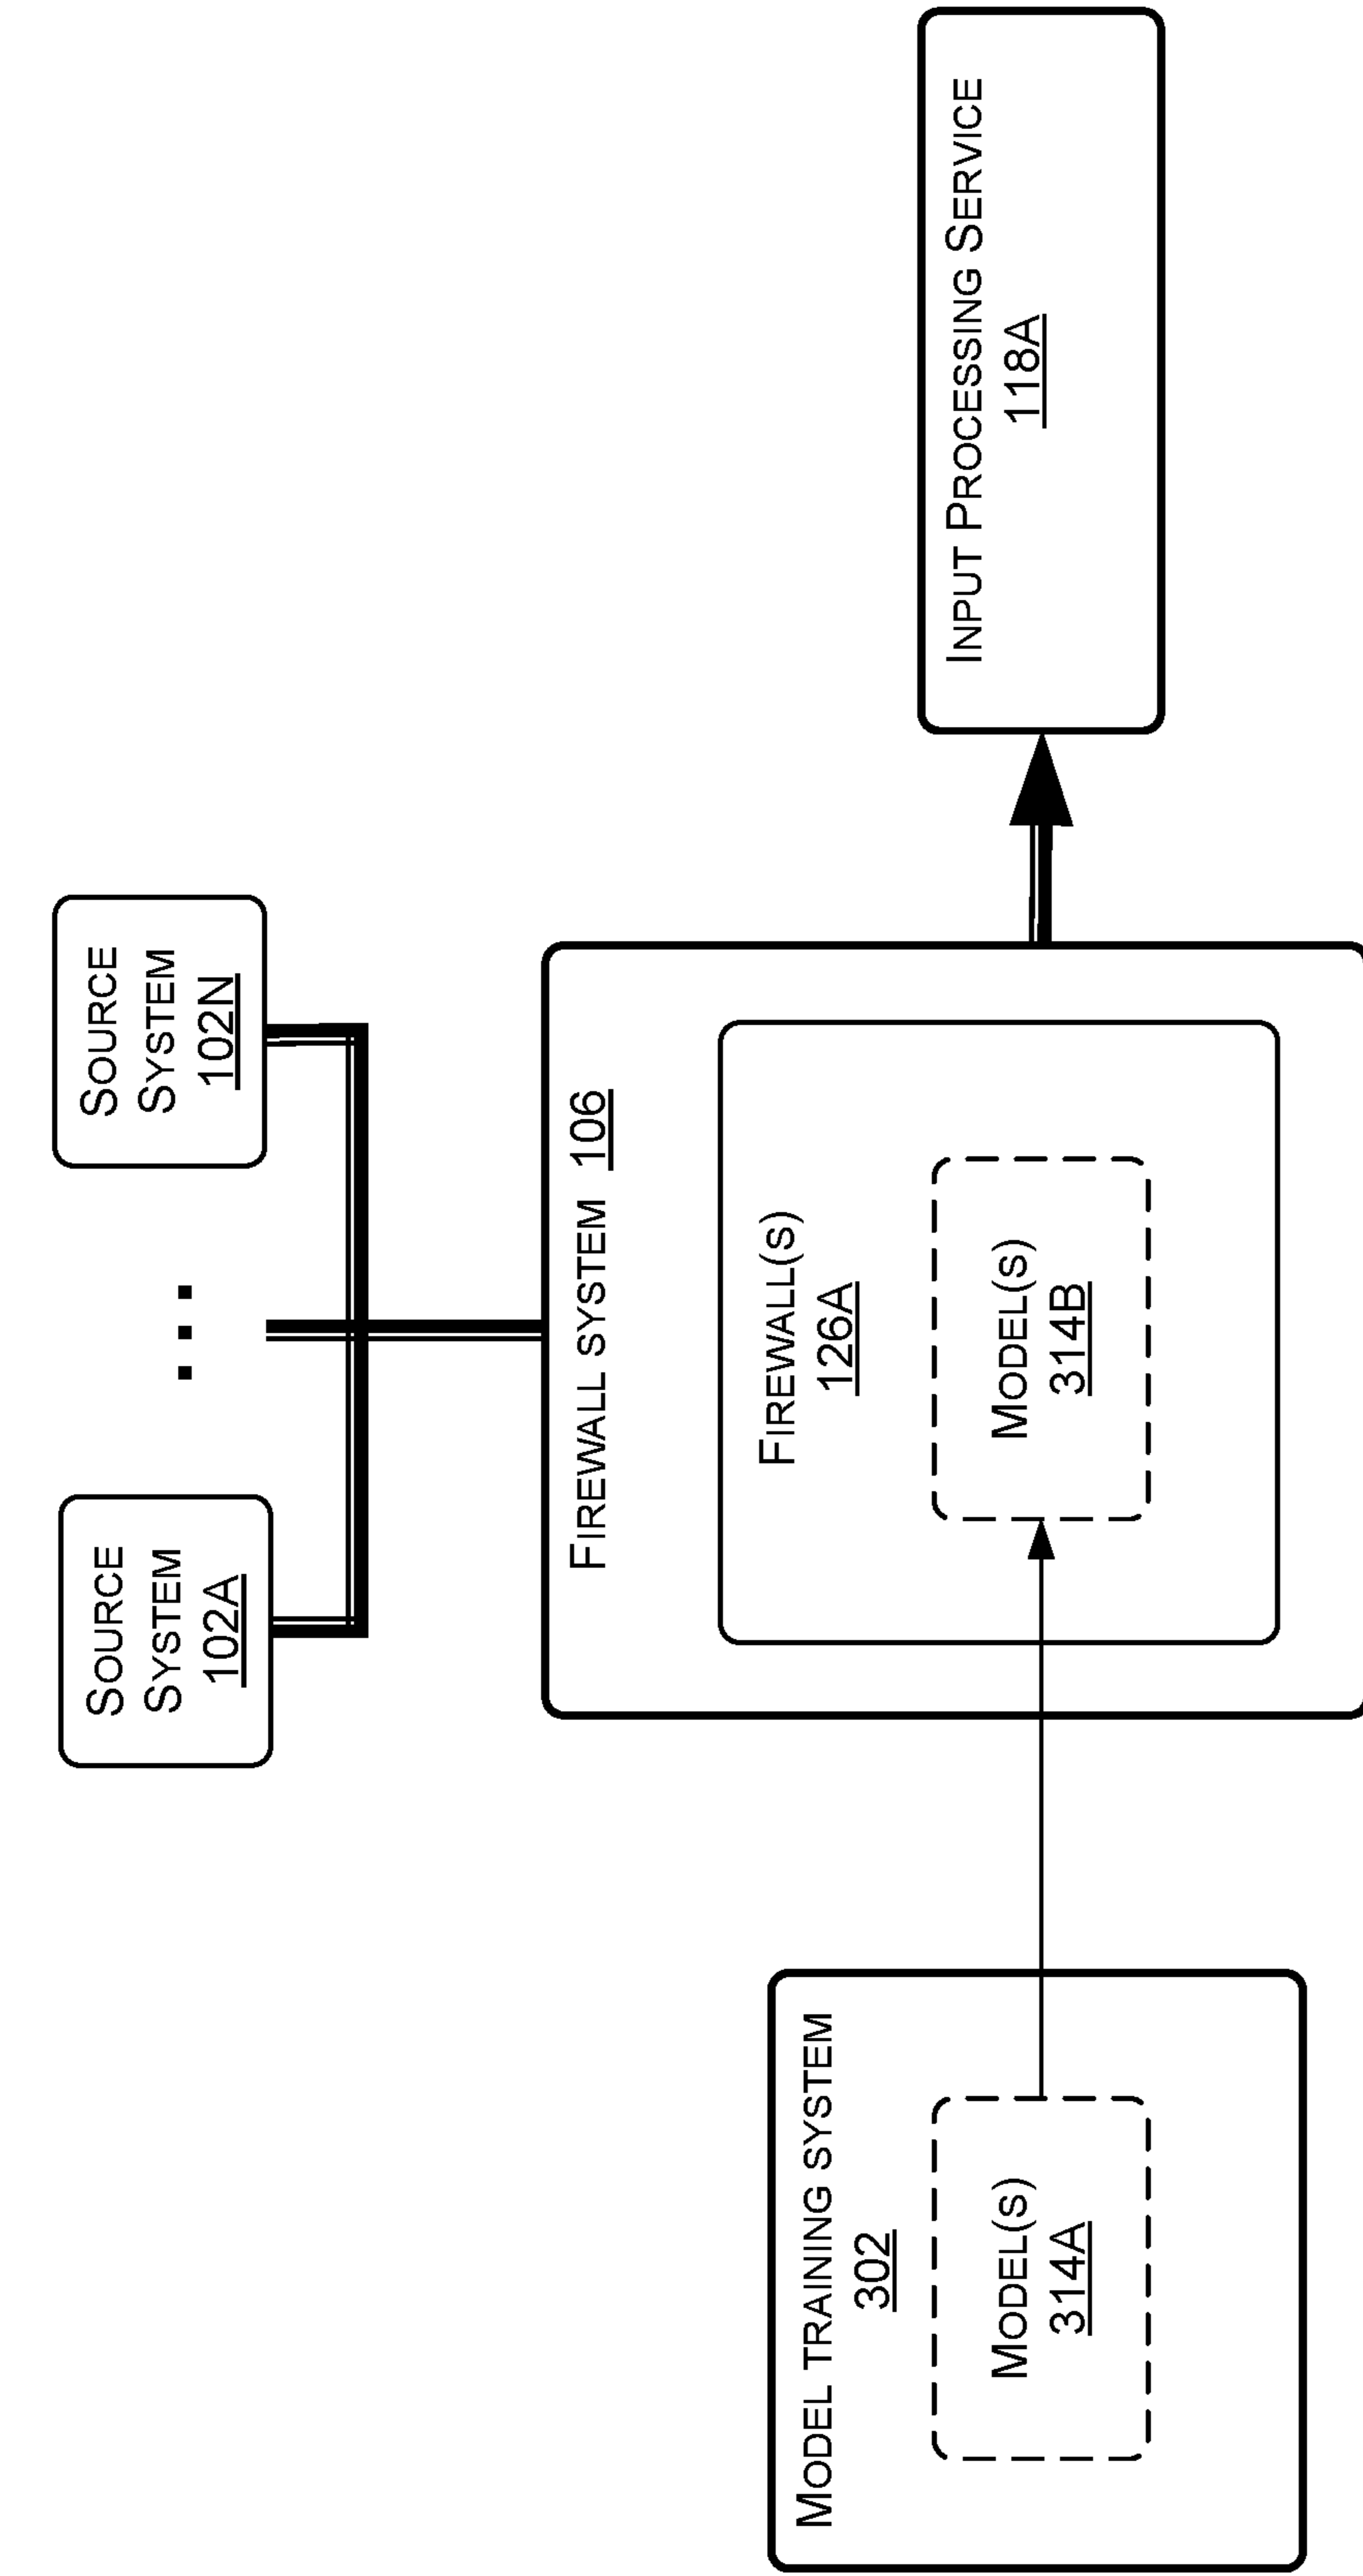 SOURCE
SYSTEM
102A
...
SOURCE
SYSTEM
102N
FIREWALL SYSTEM 106
FIREWALL(S)
126A
MODEL(S)
314B
MODEL TRAINING SYSTEM
302
MODEL(S)
314A
INPUT PROCESSING SERVICE
118A